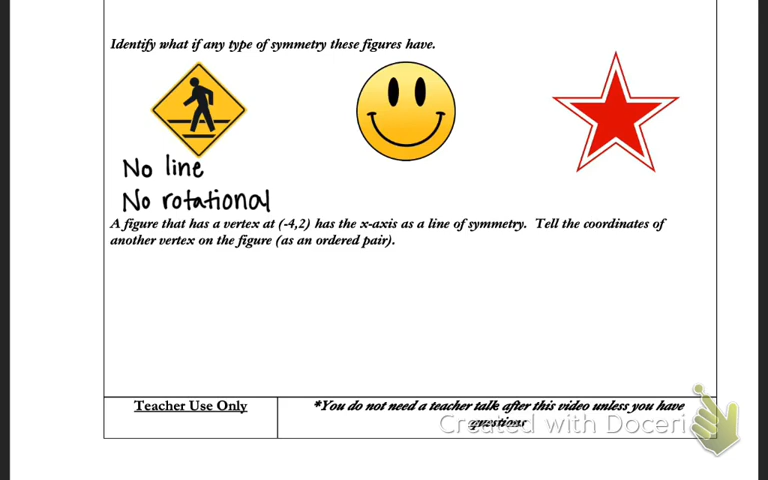 Identify what if any type of symmetry these figures have.
No line
No rotational
A figure that has a vertex at (-4,2) has the x-axis as a line of symmetry. Tell the coordinates of
another vertex on the figure (as an ordered pair).
Teacher Use Only
*You do not need a teacher talk after this video unless you have
questions
Created with Doceri